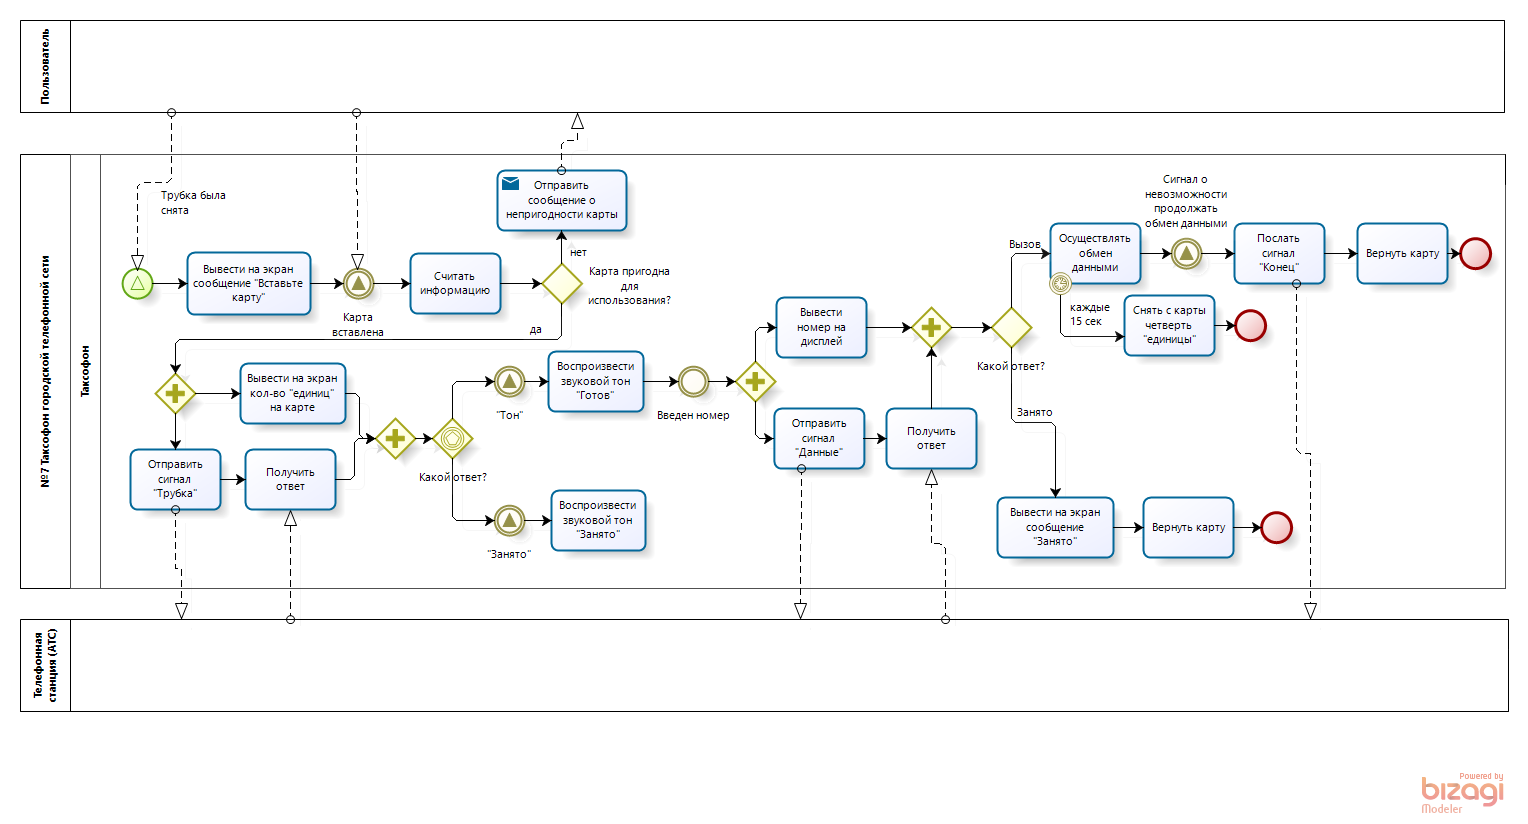 Пользователь
№7 Таксофон городской телефонной сети
Таксофон
Трубка была
снята
Вывести на экран
сообщение "Вставьте
карту"
Карта
вставлена
Считать
информацию
Отправить
сообщение о
непригодности карты
нет
Карта пригодна
для
использования?
да
Вывести на экран
кол-во "единиц"
на карте
Отправить
сигнал
"Трубка"
Получить
ответ
Какой ответ?
"Тон"
Воспроизвести
звуковой тон
"Готов"
"Занято"
Воспроизвести
звуковой тон
"Занято"
Введен номер
Вывести
номер на
дисплей
Отправить
сигнал
"Данные"
Получить
ответ
Какой ответ?
Вызов
Осуществлять
обмен
данными
Сигнал о
невозможности
продолжать
обмен данными
Послать
сигнал
"Конец"
Вернуть карту
каждые
15 сек
Снять с карты
четверть
"единицы"
Занято
Вывести на экран
сообщение
"Занято"
Вернуть карту
Телефонная
станция (АТС)
Powered by
bizagi
Modeler